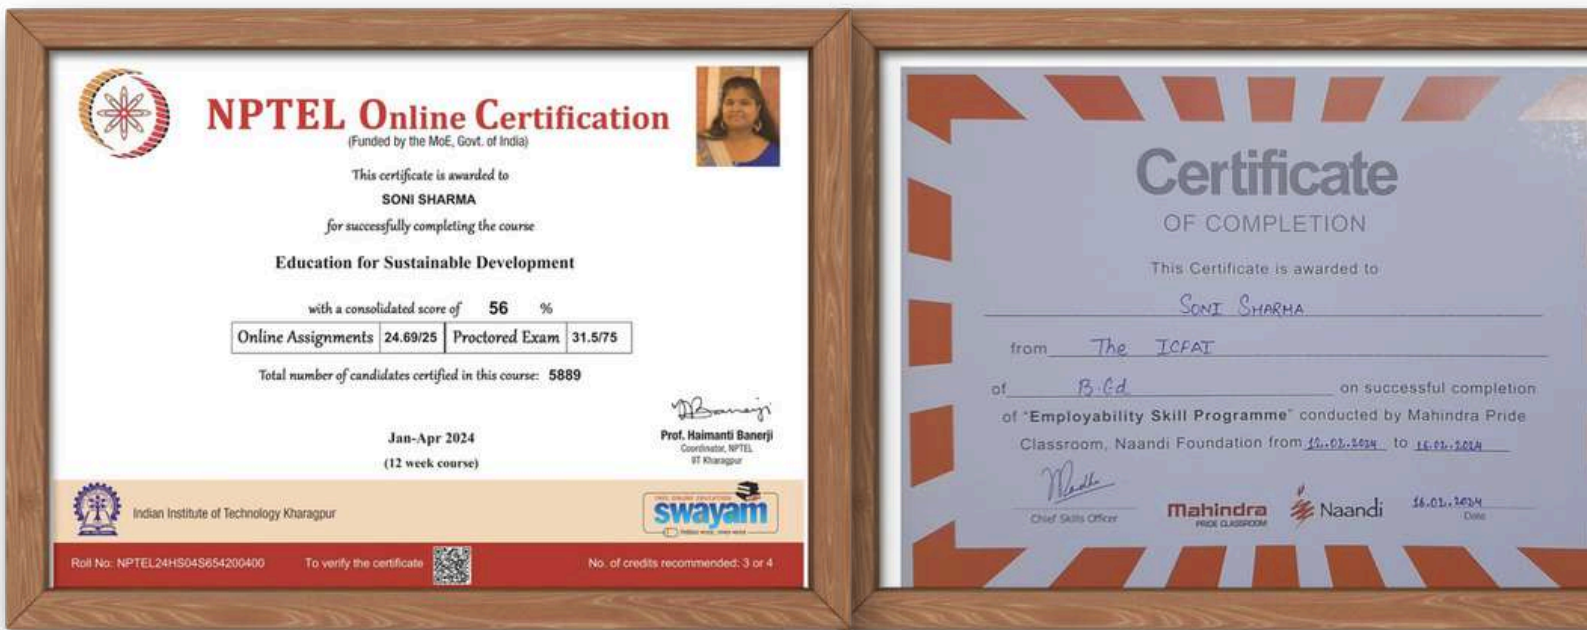 NPTEL Online Certification
(Funded by the MoE, Govt. of India)
This certificate is awarded to
SONI SHARMA
for successfully completing the course
Education for Sustainable Development
with a consolidated score of 56 %
Online Assignments 24.69/25 Proctored Exam 31.5/75
Total number of candidates certified in this course: 5889
Jan-Apr 2024
(12 week course)
Prof. Haimanti Banerji
Coordinator, NPTEL
IIT Kharagpur
Indian Institute of Technology Kharagpur
FREE ONLINE EDUCATION
swayam
Roll No: NPTEL24HS04S654200400 To verify the certificate No. of credits recommended: 3 or 4
Certificate
OF COMPLETION
This Certificate is awarded to
SONI SHARMA
from The ICFAI
of B.Ed on successful completion
of "Employability Skill Programme" conducted by Mahindra Pride
Classroom, Naandi Foundation from 12.02.2024 to 16.02.2024
Chief Skills Officer
Mahindra
PRIDE CLASSROOM
Naandi
16.02.2024
Date